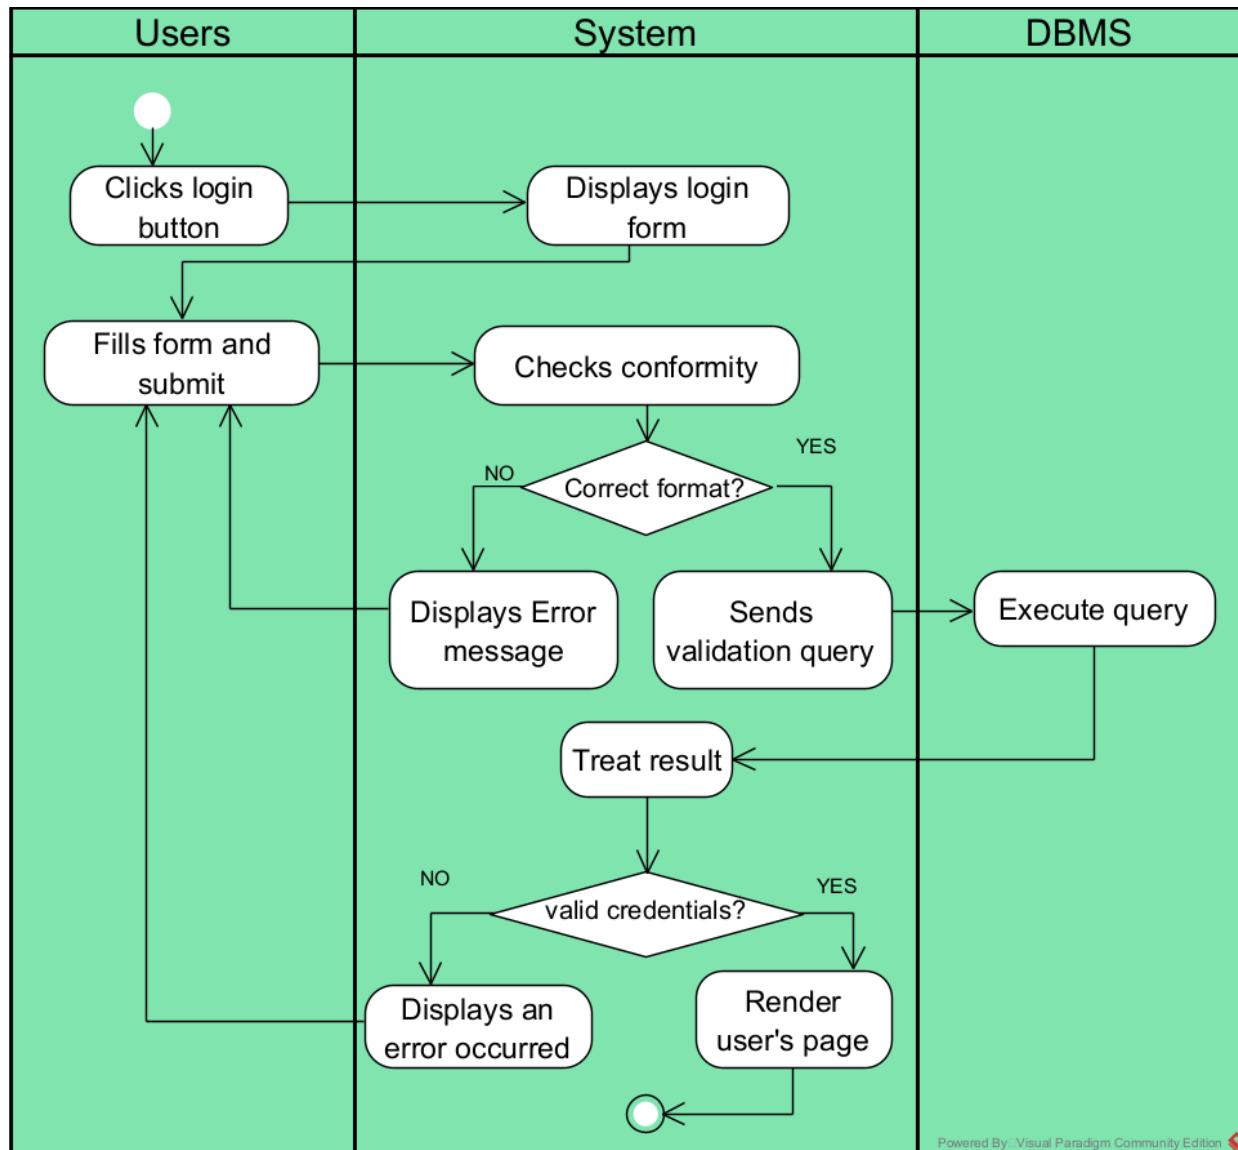 Users
System
DBMS
Clicks login
button
Displays login
form
Fills form and
submit
Checks conformity
Correct format?
NO
YES
Displays Error
message
Sends
validation query
Execute query
Treat result
valid credentials?
NO
YES
Displays an
error occurred
Render
user's page
Powered By Visual Paradigm Community Edition